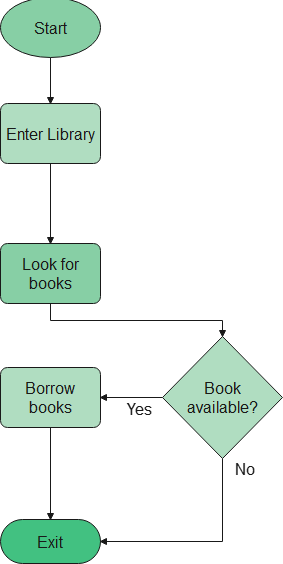 Start
Enter Library
Look for
books
Book
available?
Borrow
books
Yes
No
Exit